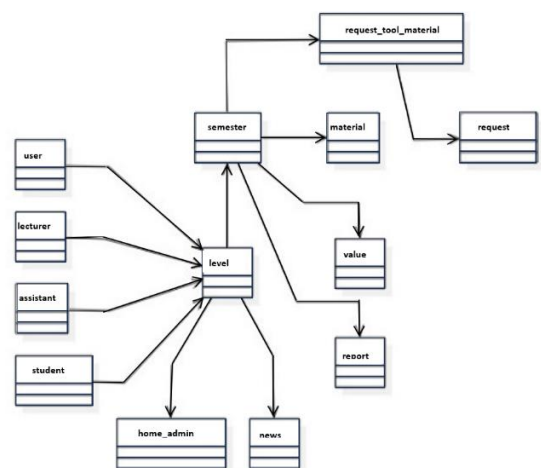 request_tool_material
semester
material
request
user
lecturer
level
value
assistant
report
student
home_admin
news